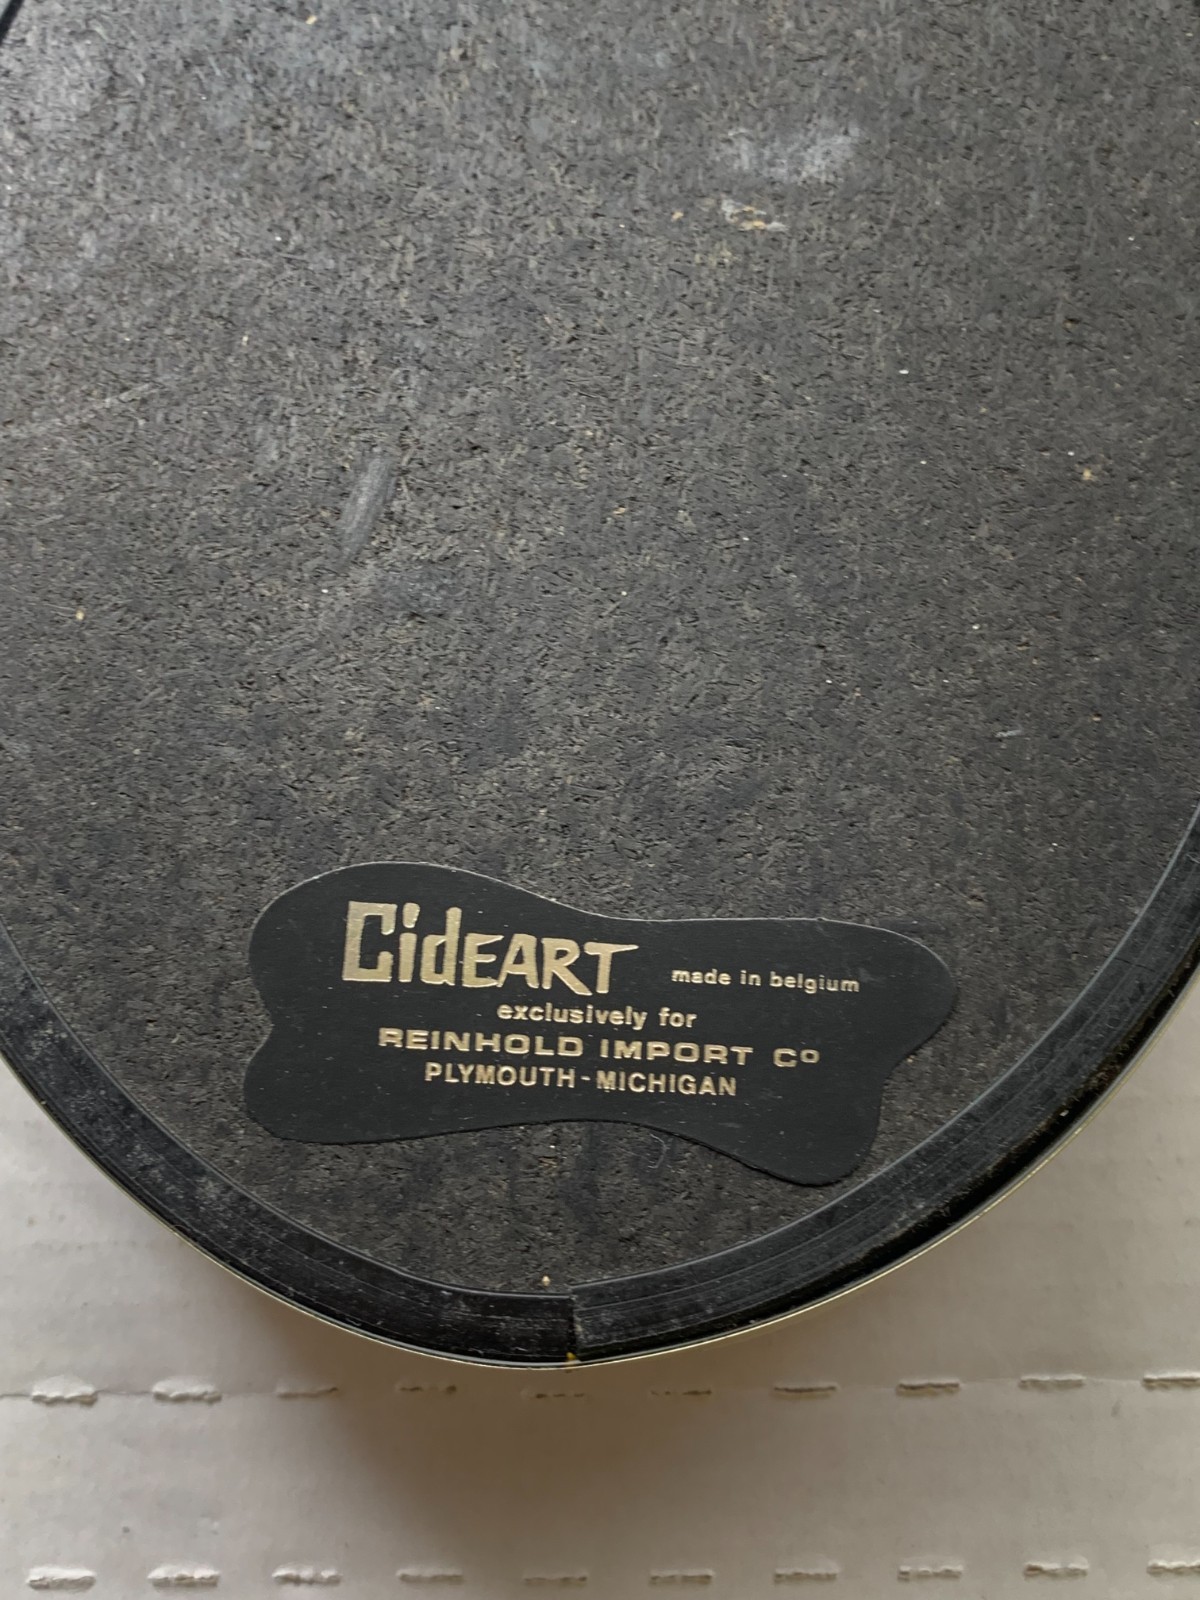 CidEART made in belgium
exclusively for
REINHOLD IMPORT Cº
PLYMOUTH-MICHIGAN